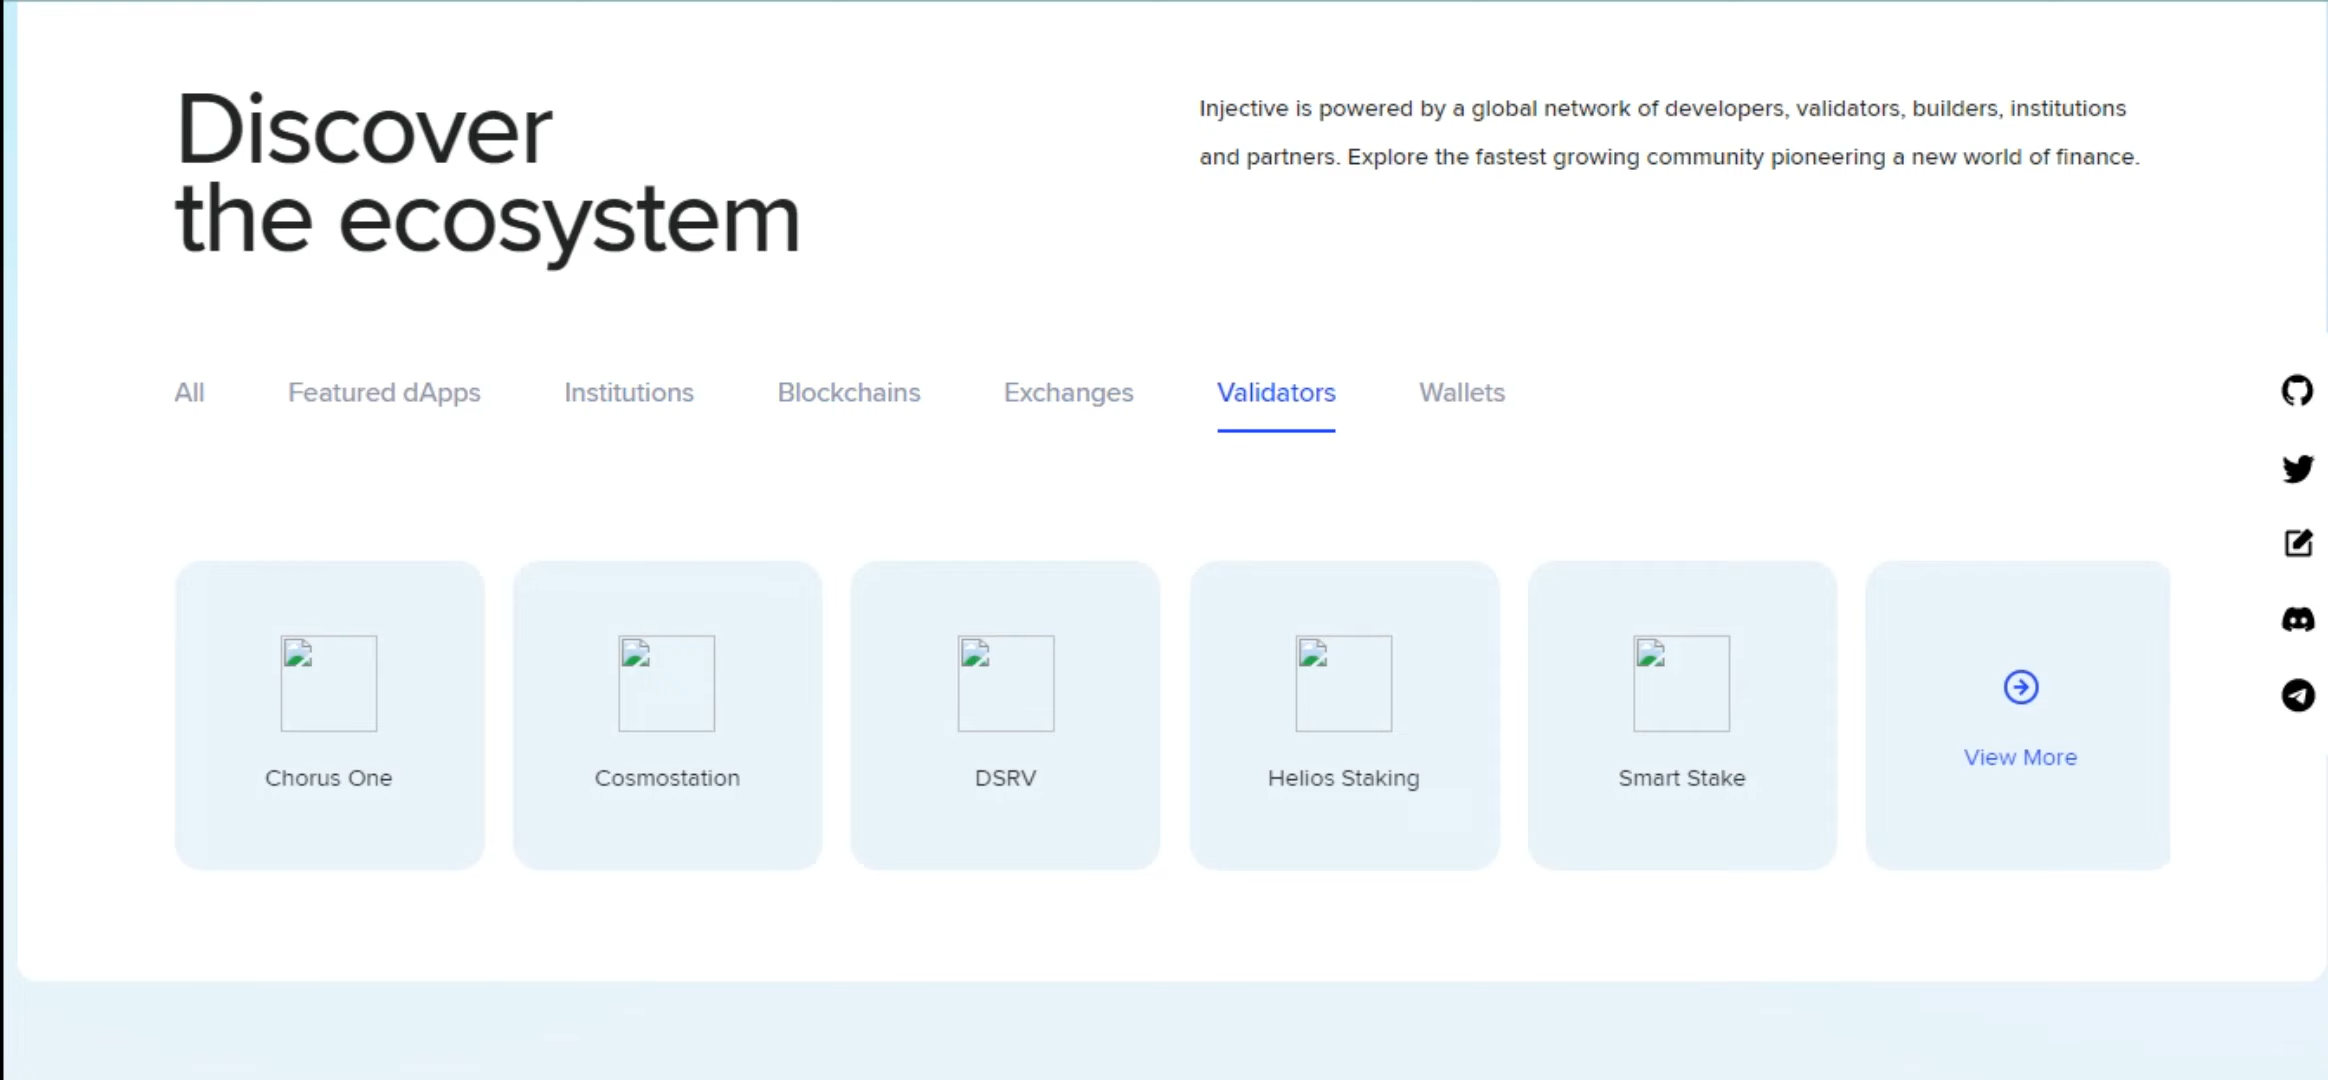 Discover
the ecosystem
Injective is powered by a global network of developers, validators, builders, institutions
and partners. Explore the fastest growing community pioneering a new world of finance.
All Featured dApps Institutions Blockchains Exchanges Validators Wallets
Chorus One Cosmostation DSRV Helios Staking Smart Stake View More